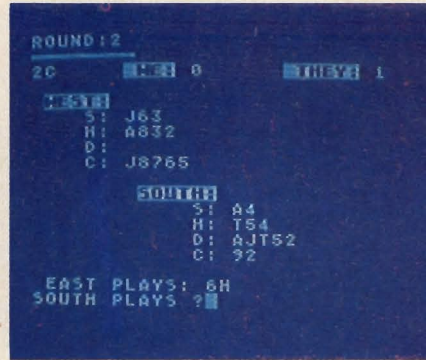 ROUND:2
2C WE: 0 THEY: 1
WEST:
S: J63
H: A832
D:
C: J8765
SOUTH:
S: A4
H: T54
D: AJT52
C: 92
EAST PLAYS: 6H
SOUTH PLAYS ?